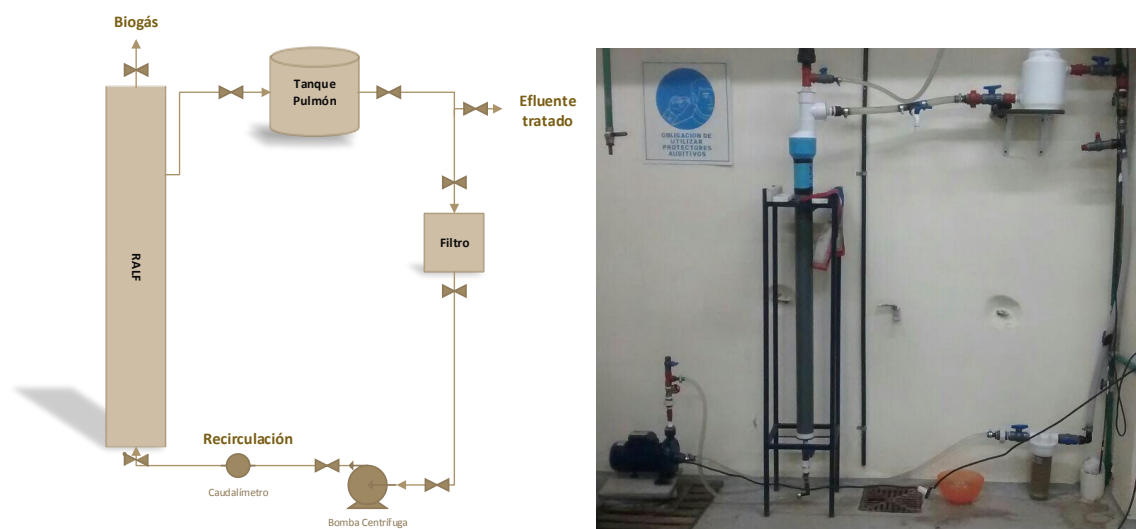 Biogás
Tanque
Pulmón
Efluente
tratado
Filtro
RALF
Recirculación
Caudalímetro
Bomba Centrífuga
OBLIGACION DE
UTILIZAR
PROTECTORES
AUDITIVOS